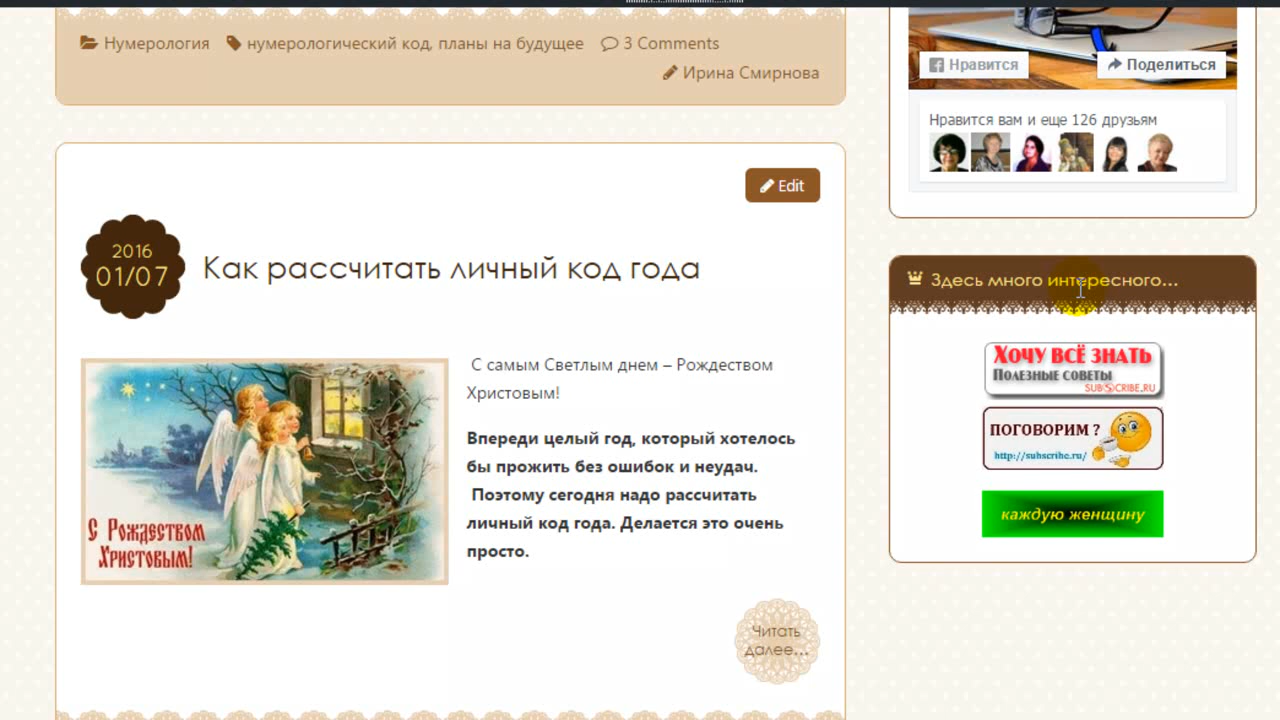 Нумерология нумерологический код, планы на будущее 3 Comments
Ирина Смирнова
Edit
2016
01/07
Как рассчитать личный код года
С РОЖДЕСТВОМ
ХРИСТОВЫМ!
С самым Светлым днем – Рождеством
Христовым!
Впереди целый год, который хотелось
бы прожить без ошибок и неудач.
Поэтому сегодня надо рассчитать
личный код года. Делается это очень
просто.
Читать
далее...
Нравится
Поделиться
Нравится вам и еще 126 друзьям
Здесь много интересного...
ХОЧУ ВСЁ ЗНАТЬ
ПОЛЕЗНЫЕ СОВЕТЫ
SUBSCRIBE.RU
ПОГОВОРИМ ?
http://subscribe.ru/
каждую женщину